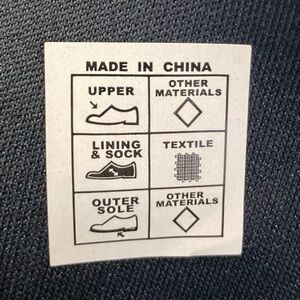 MADE IN CHINA
UPPER
OTHER
MATERIALS
LINING
& SOCK
TEXTILE
OUTER
SOLE
OTHER
MATERIALS